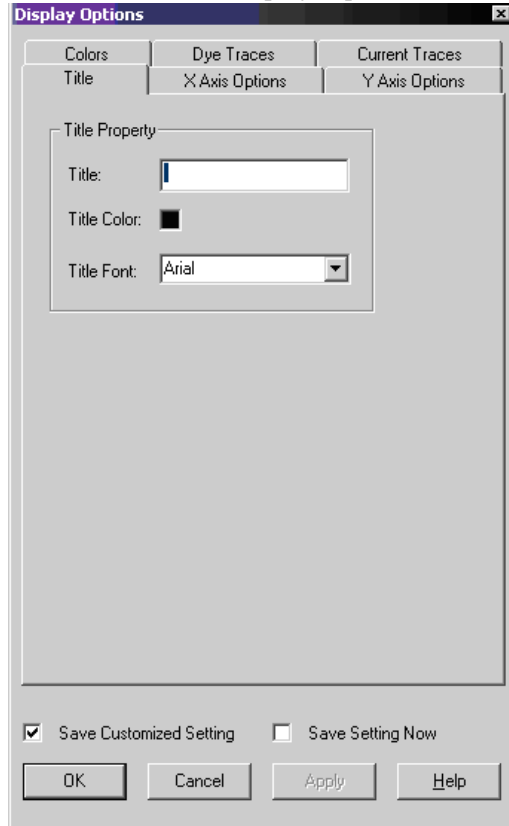 Display Options
Colors Dye Traces Current Traces
Title X Axis Options Y Axis Options
Title Property
Title:
Title Color:
Title Font: Arial
Save Customized Setting Save Setting Now
OK Cancel Apply Help